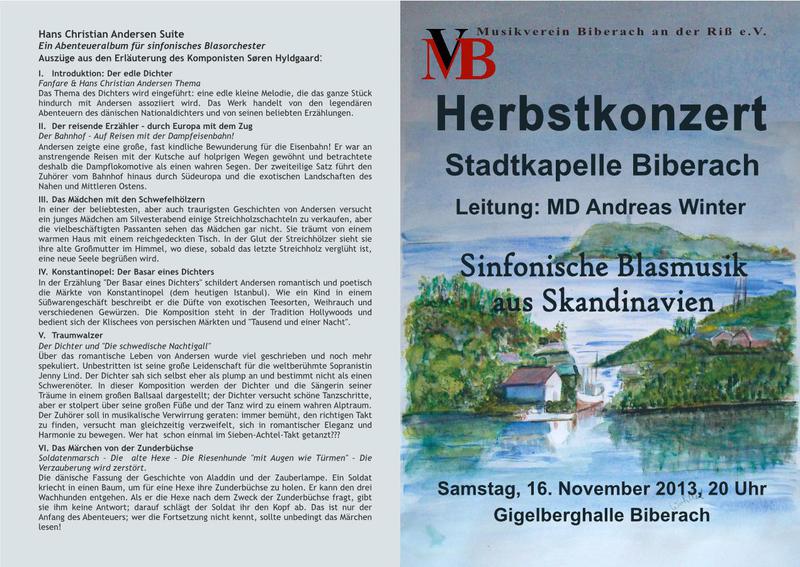 Hans Christian Andersen Suite
Ein Abenteueralbum für sinfonisches Blasorchester
Auszüge aus den Erläuterung des Komponisten Søren Hyldgaard:
I. Introduktion: Der edle Dichter
Fanfare & Hans Christian Andersen Thema
Das Thema des Dichters wird eingeführt: eine edle kleine Melodie, die das ganze Stück
hindurch mit Andersen assoziiert wird. Das Werk handelt von den legendären
Abenteuern des dänischen Nationaldichters und von seinen beliebten Erzählungen.
II. Der reisende Erzähler - durch Europa mit dem Zug
Der Bahnhof - Auf Reisen mit der Dampfeisenbahn!
Andersen zeigte eine große, fast kindliche Bewunderung für die Eisenbahn! Er war an
anstrengende Reisen mit der Kutsche auf holprigen Wegen gewöhnt und betrachtete
deshalb die Dampflokomotive als einen wahren Segen. Der zweiteilige Satz führt den
Zuhörer vom Bahnhof hinaus durch Südeuropa und die exotischen Landschaften des
Nahen und Mittleren Ostens.
III. Das Mädchen mit den Schwefelhölzern
In einer der beliebtesten, aber auch traurigsten Geschichten von Andersen versucht
ein junges Mädchen am Silvesterabend einige Streichholzschachteln zu verkaufen, aber
die vielbeschäftigten Passanten sehen das Mädchen gar nicht. Sie träumt von einem
warmen Haus mit einem reichgedeckten Tisch. In der Glut der Streichhölzer sieht sie
ihre alte Großmutter im Himmel, wo diese, sobald das letzte Streichholz verglüht ist,
eine neue Seele begrüßen wird.
IV. Konstantinopel: Der Basar eines Dichters
In der Erzählung "Der Basar eines Dichters" schildert Andersen romantisch und poetisch
die Märkte von Konstantinopel (dem heutigen Istanbul). Wie ein Kind in einem
Süßwarengeschäft beschreibt er die Düfte von exotischen Teesorten, Weihrauch und
verschiedenen Gewürzen. Die Komposition steht in der Tradition Hollywoods und
bedient sich der Klischees von persischen Märkten und "Tausend und einer Nacht".
V. Traumwalzer
Der Dichter und "Die schwedische Nachtigall"
Über das romantische Leben von Andersen wurde viel geschrieben und noch mehr
spekuliert. Unbestritten ist seine große Leidenschaft für die weltberühmte Sopranistin
Jenny Lind. Der Dichter sah sich selbst eher als plump an und bestimmt nicht als einen
Schwerenöter. In dieser Komposition werden der Dichter und die Sängerin seiner
Träume in einem großen Ballsaal dargestellt; der Dichter versucht schöne Tanzschritte,
aber er stolpert über seine großen Füße und der Tanz wird zu einem wahren Alptraum.
Der Zuhörer soll in musikalische Verwirrung geraten: immer bemüht, den richtigen Takt
zu finden, versucht man gleichzeitig verzweifelt, sich in romantischer Eleganz und
Harmonie zu bewegen. Wer hat schon einmal im Sieben-Achtel-Takt getanzt???
VI. Das Märchen von der Zunderbüchse
Soldatenmarsch - Die alte Hexe - Die Riesenhunde "mit Augen wie Türmen" - Die
Verzauberung wird zerstört.
Die dänische Fassung der Geschichte von Aladdin und der Zauberlampe. Ein Soldat
kriecht in einen Baum, um für eine Hexe ihre Zunderbüchse zu holen. Er kann den drei
Wachhunden entgehen. Als er die Hexe nach dem Zweck der Zunderbüchse fragt, gibt
sie ihm keine Antwort; darauf schlägt der Soldat ihr den Kopf ab. Das ist nur der
Anfang des Abenteuers; wer die Fortsetzung nicht kennt, sollte unbedingt das Märchen
lesen!
Musikverein Biberach an der Riß e.V.
MVB
Herbstkonzert
Stadtkapelle Biberach
Leitung: MD Andreas Winter
Sinfonische Blasmusik
aus Skandinavien
Samstag, 16. November 2013, 20 Uhr
Gigelberghalle Biberach